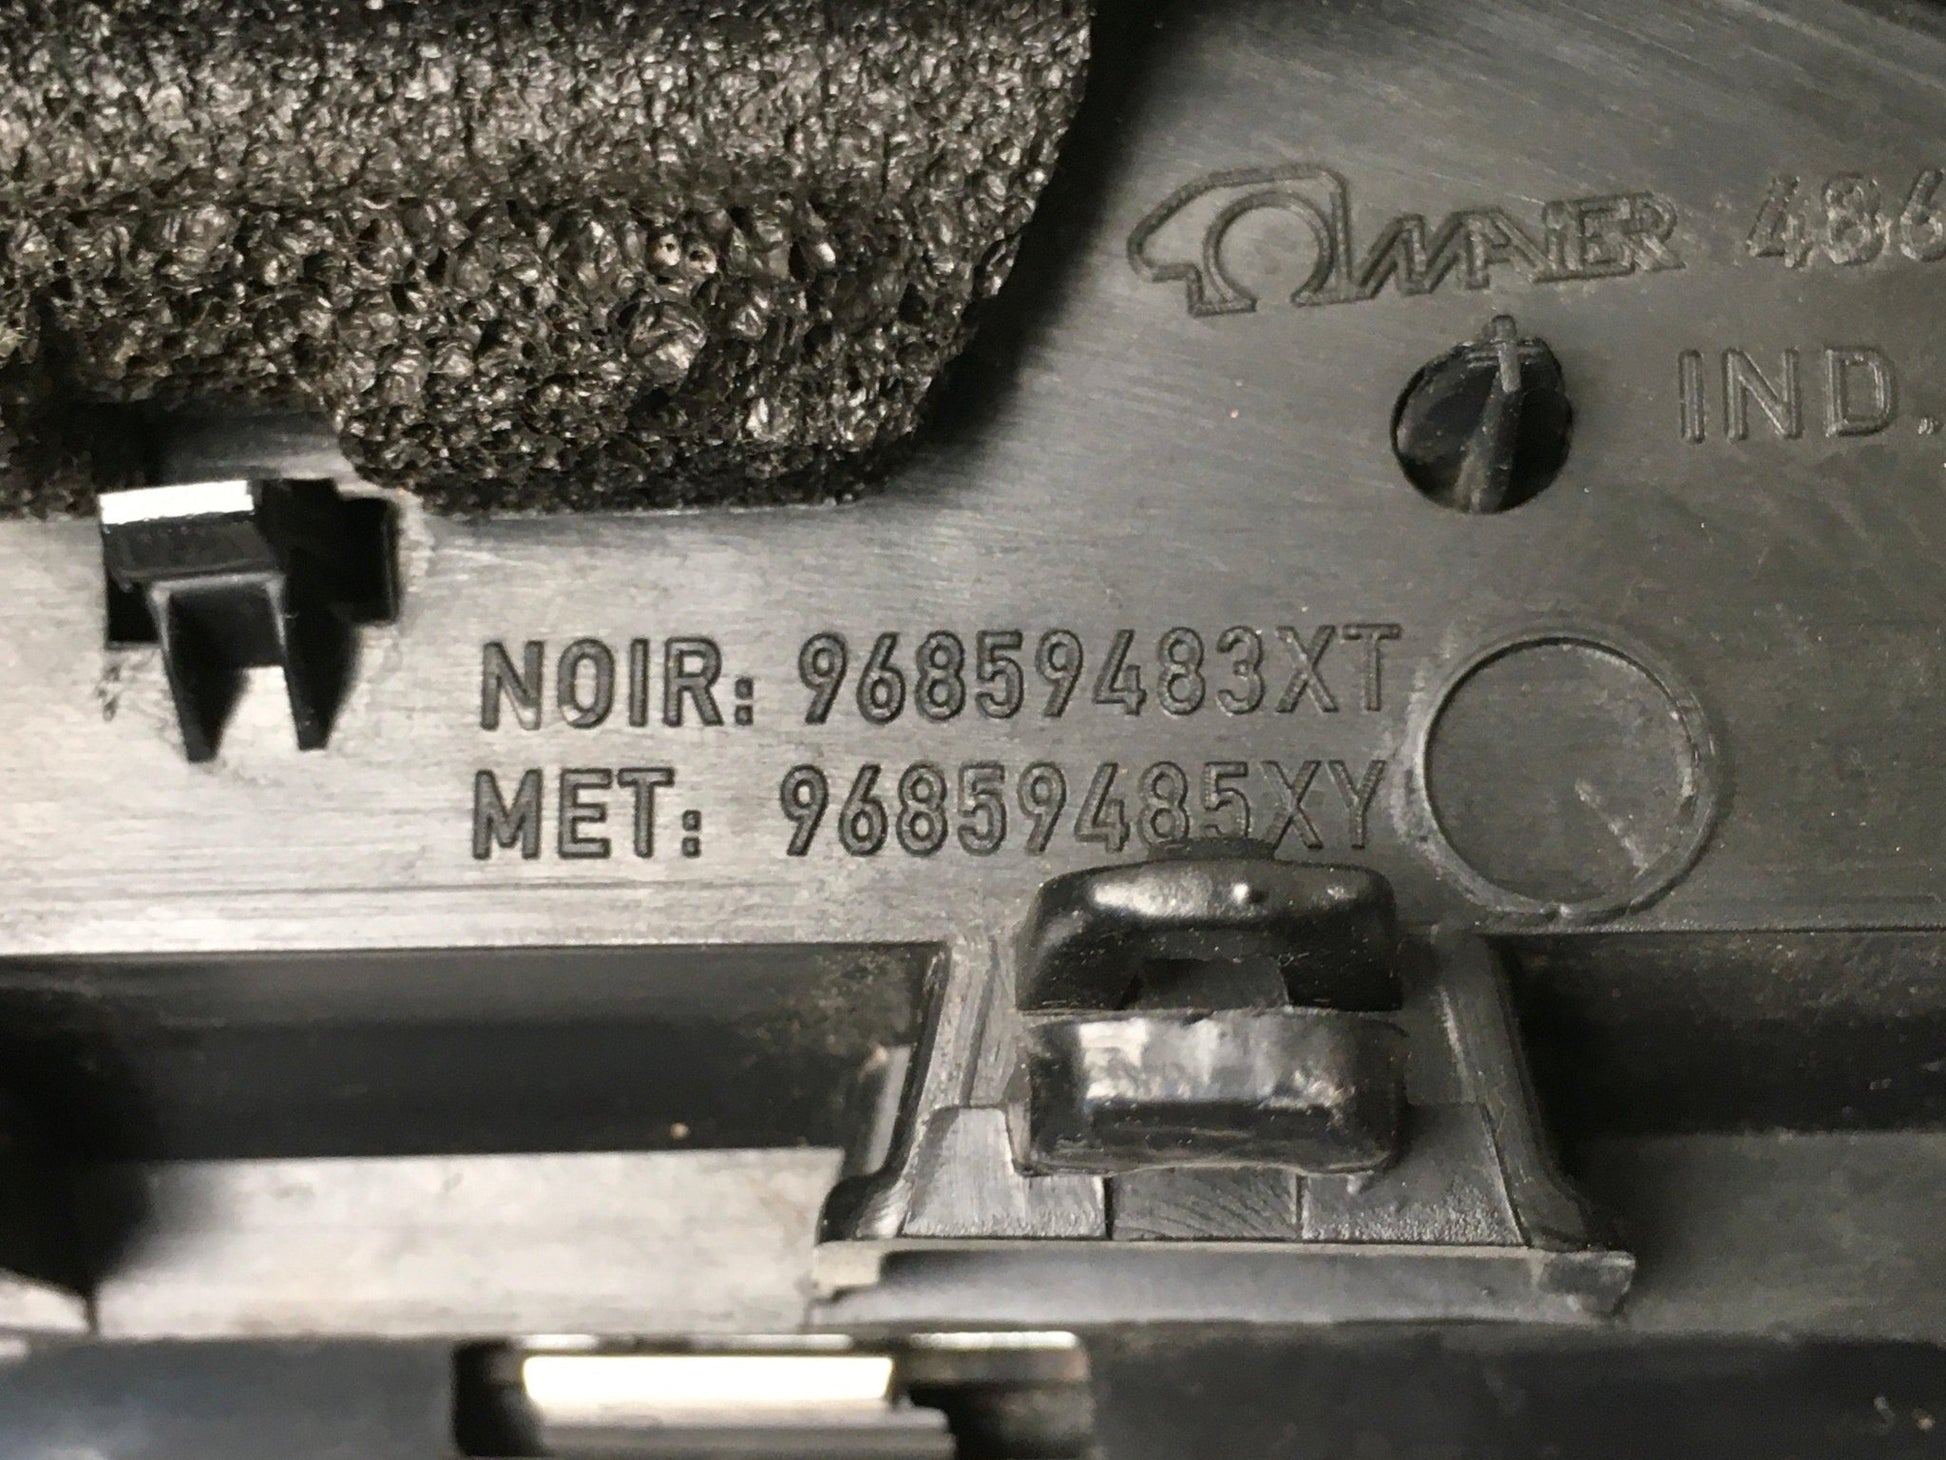 MAIER 486
IND.
NOIR: 96859483XT
MET: 96859485XY